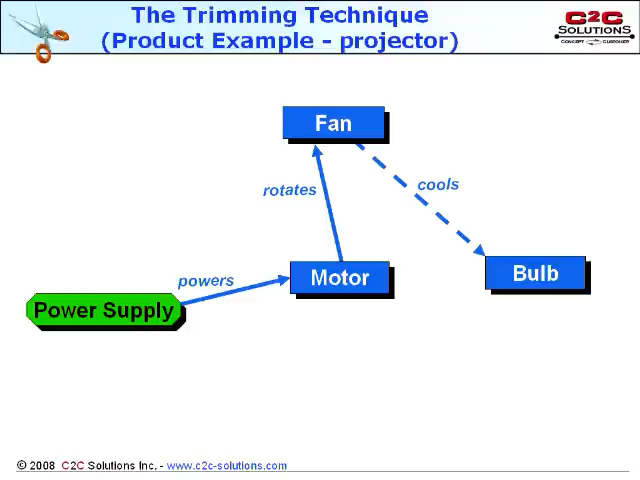 The Trimming Technique
(Product Example - projector)
C2C
SOLUTIONS
CONCEPT CUSTOMER
Fan
rotates
cools
powers
Motor
Bulb
Power Supply
© 2008 C2C Solutions Inc. - www.c2c-solutions.com